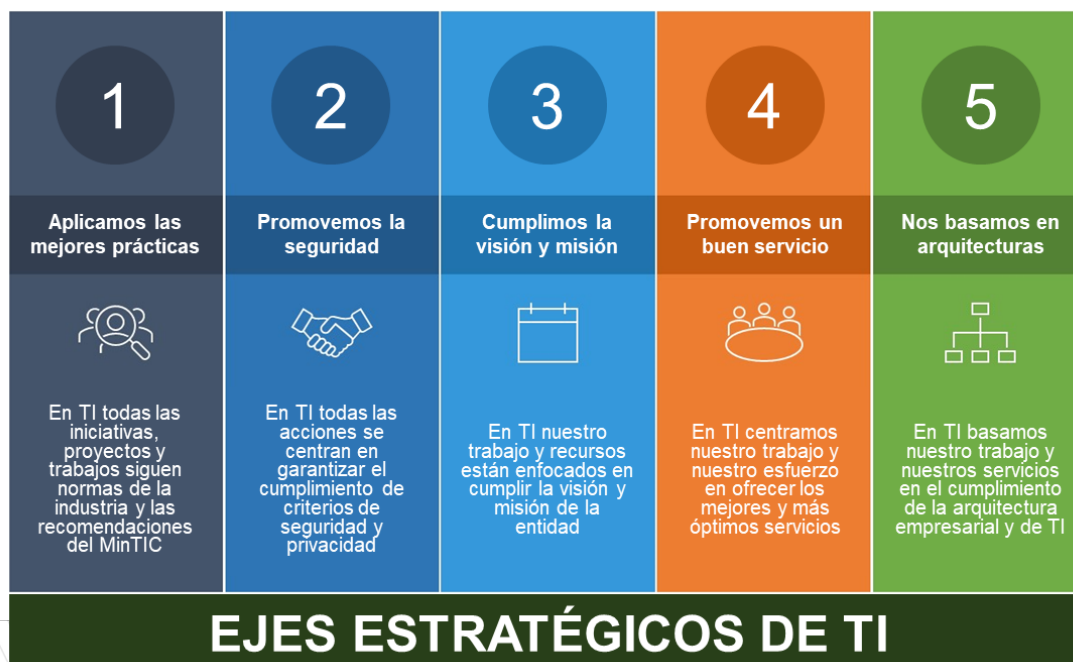 1
Aplicamos las
mejores prácticas
En TI todas las
iniciativas,
proyectos y
trabajos siguen
normas de la
industria y las
recomendaciones
del MinTIC
2
Promovemos la
seguridad
En TI todas las
acciones se
centran en
garantizar el
cumplimiento de
criterios de
seguridad y
privacidad
3
Cumplimos la
visión y misión
En TI nuestro
trabajo y recursos
están enfocados en
cumplir la visión y
misión de la
entidad
4
Promovemos un
buen servicio
En TI centramos
nuestro trabajo y
nuestro esfuerzo
en ofrecer los
mejores y más
óptimos servicios
5
Nos basamos en
arquitecturas
En TI basamos
nuestro trabajo y
nuestros servicios
en el cumplimiento
de la arquitectura
empresarial y de TI
EJES ESTRATÉGICOS DE TI